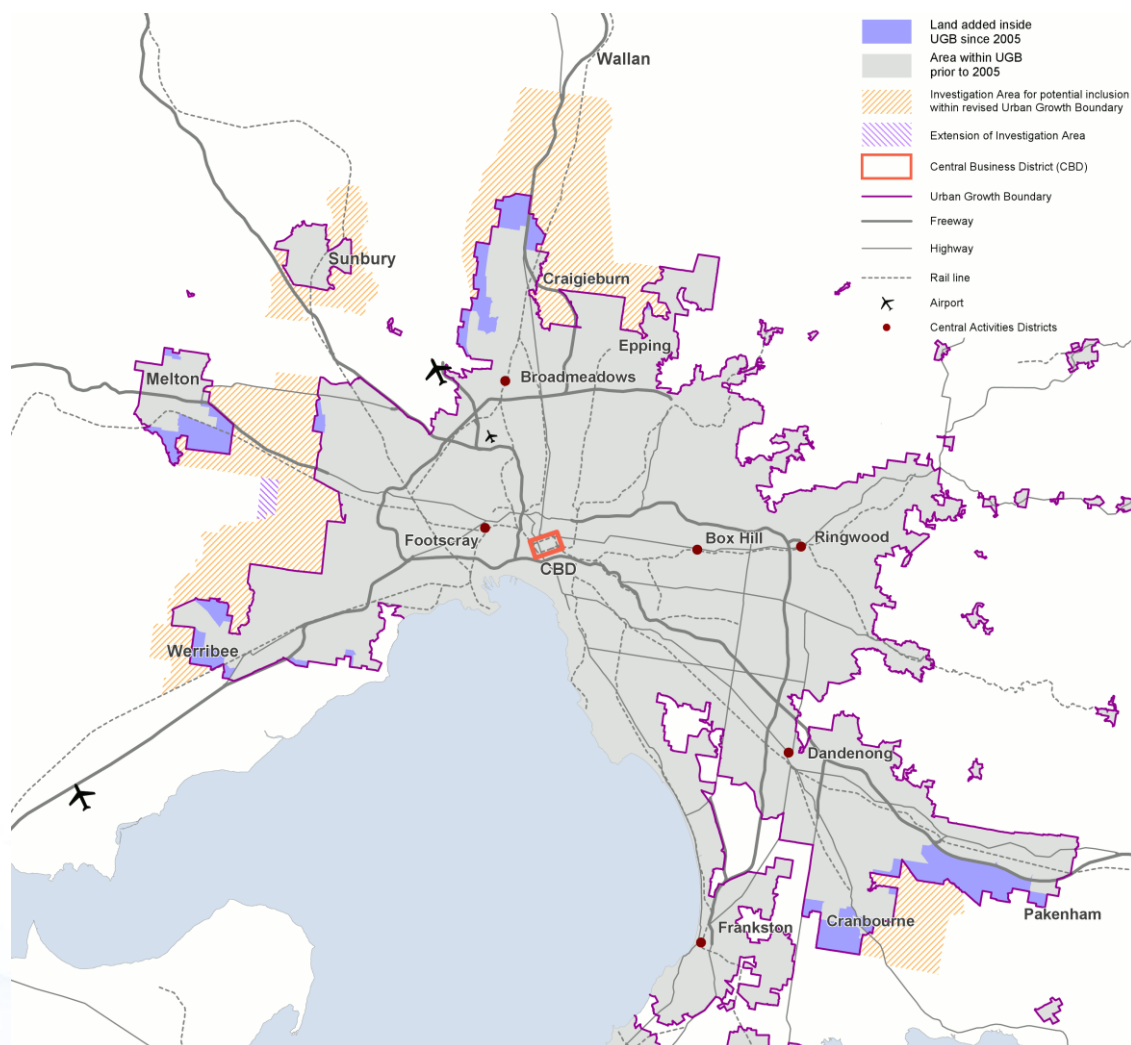 Wallan
Sunbury
Craigieburn
Epping
Melton
Broadmeadows
Footscray
CBD
Box Hill
Ringwood
Werribee
Dandenong
Cranbourne
Pakenham
Frankston
Land added inside
UGB since 2005
Area within UGB
prior to 2005
Investigation Area for potential inclusion
within revised Urban Growth Boundary
Extension of Investigation Area
Central Business District (CBD)
Urban Growth Boundary
Freeway
Highway
Rail line
Airport
Central Activities Districts